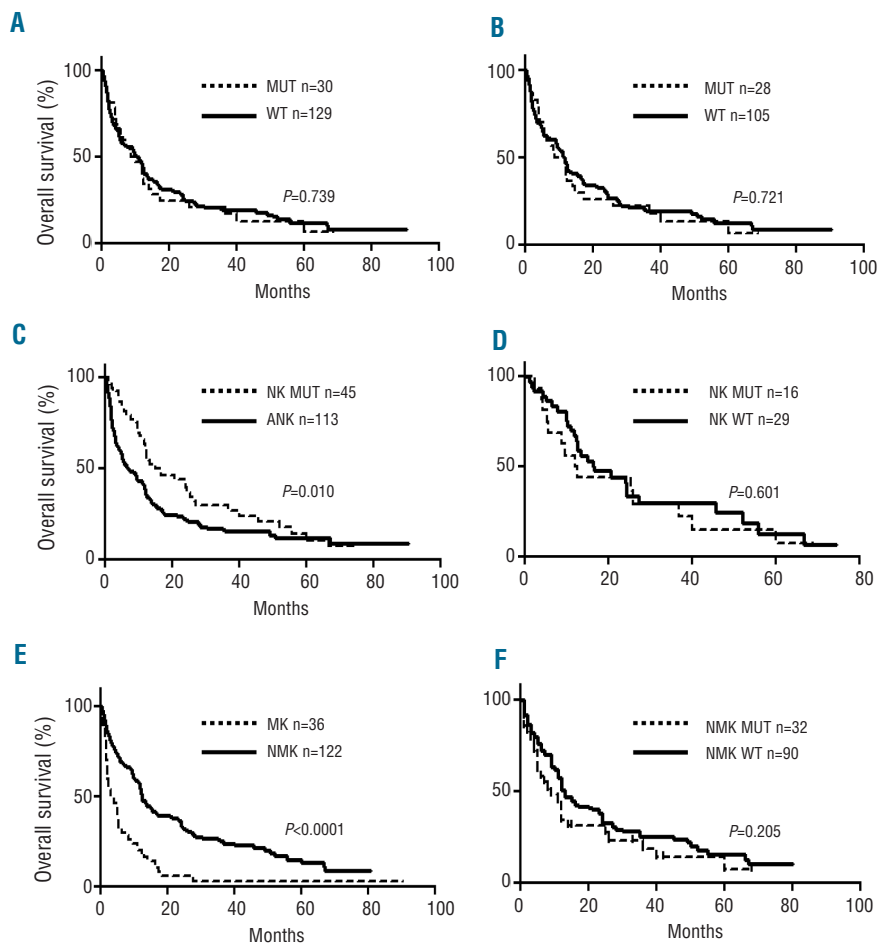 A
Overall survival (%)
100
50
0
MUT n=30
WT n=129
P=0.739
0 20 40 60 80 100
Months
B
100
50
0
MUT n=28
WT n=105
P=0.721
0 20 40 60 80 100
Months
C
Overall survival (%)
100
50
0
NK MUT n=45
ANK n=113
P=0.010
0 20 40 60 80 100
Months
D
100
50
0
NK MUT n=16
NK WT n=29
P=0.601
0 20 40 60 80
E
Overall survival (%)
100
50
0
MK n=36
NMK n=122
P<0.0001
0 20 40 60 80 100
Months
F
100
50
0
NMK MUT n=32
NMK WT n=90
P=0.205
0 20 40 60 80 100
Months